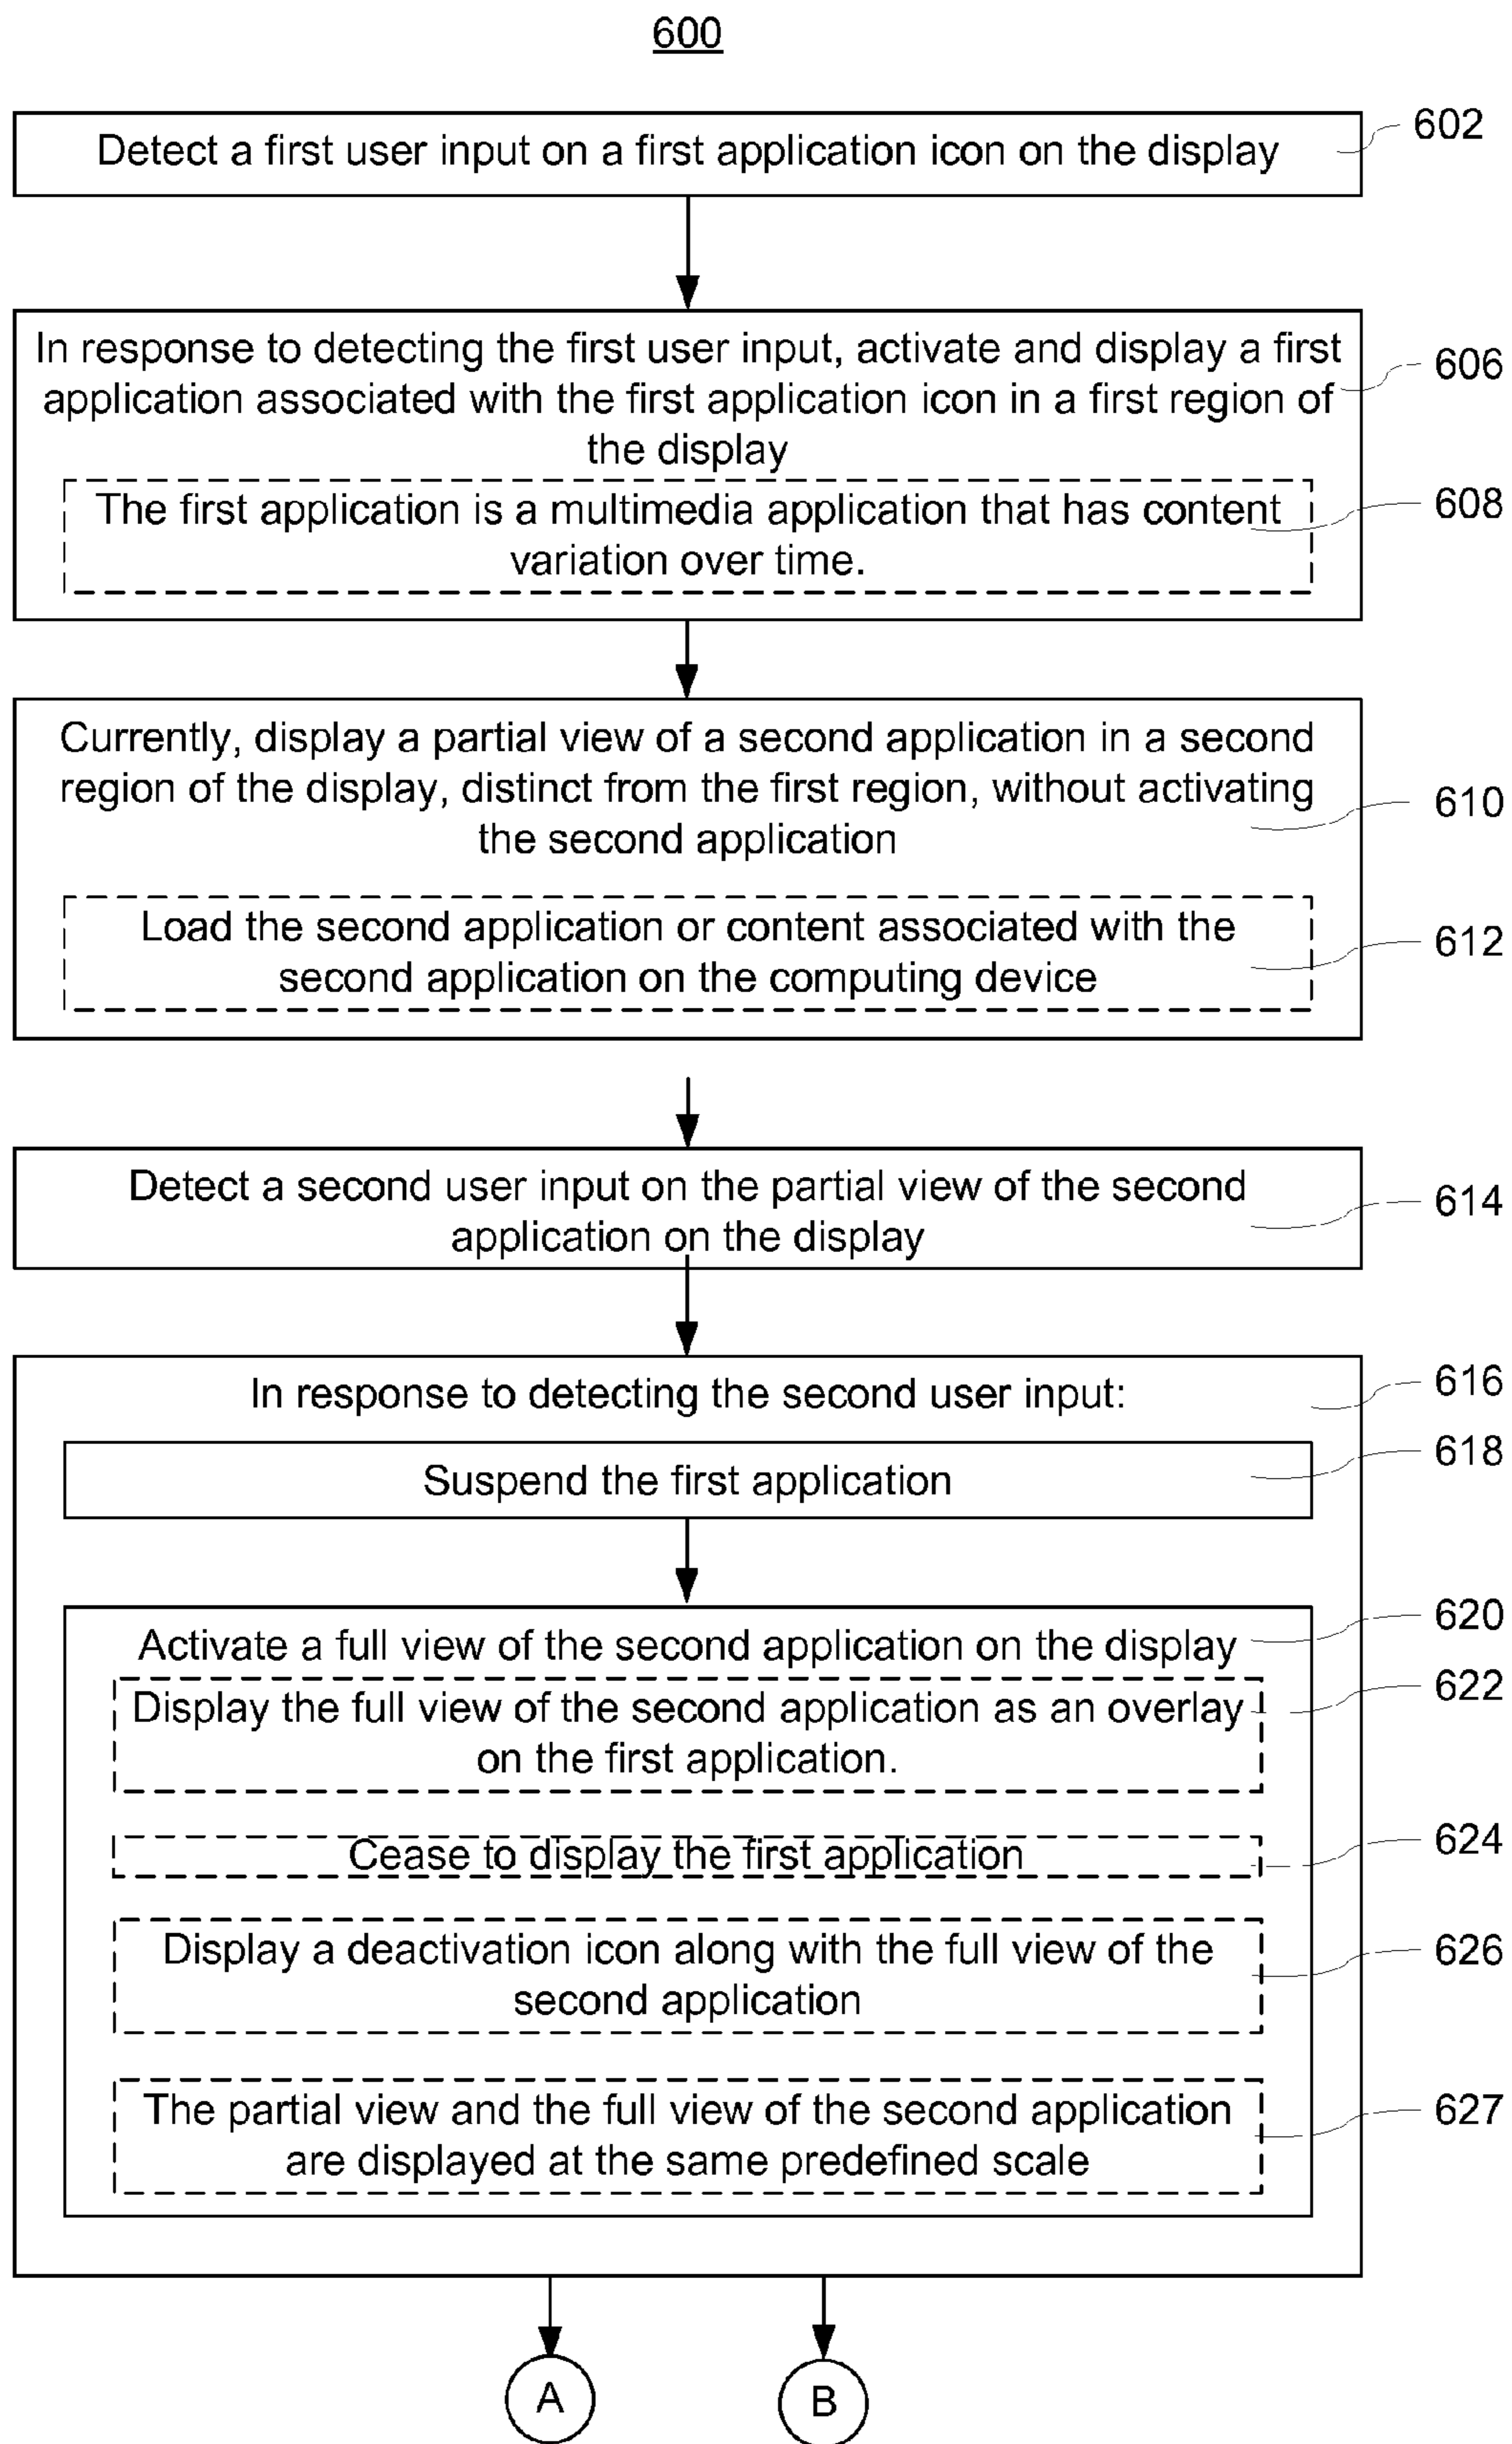 600
Detect a first user input on a first application icon on the display
602
In response to detecting the first user input, activate and display a first
application associated with the first application icon in a first region of
the display
606
The first application is a multimedia application that has content
variation over time.
608
Currently, display a partial view of a second application in a second
region of the display, distinct from the first region, without activating
the second application
610
Load the second application or content associated with the
second application on the computing device
612
Detect a second user input on the partial view of the second
application on the display
614
In response to detecting the second user input:
616
Suspend the first application
618
Activate a full view of the second application on the display
620
Display the full view of the second application as an overlay
on the first application.
622
Cease to display the first application
624
Display a deactivation icon along with the full view of the
second application
626
The partial view and the full view of the second application
are displayed at the same predefined scale
627
A
B